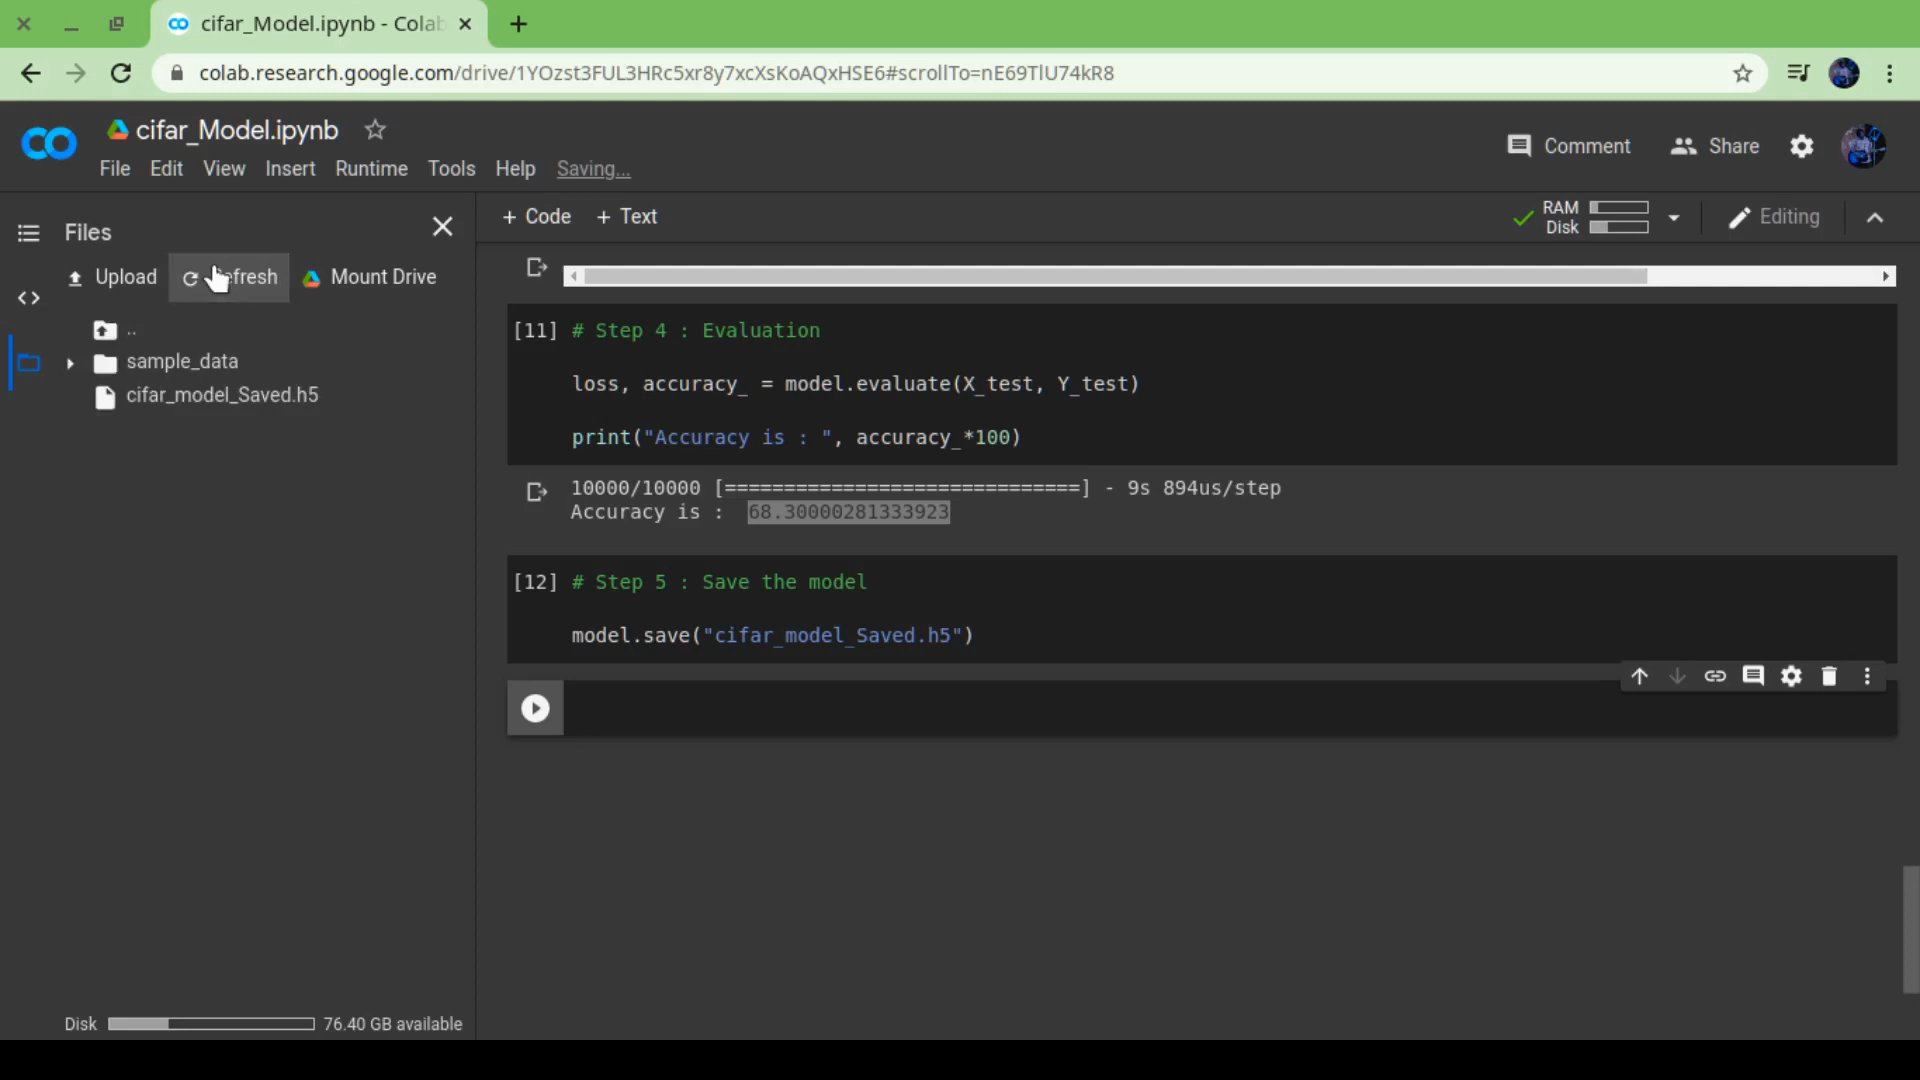 cifar_Model.ipynb - Colab
colab.research.google.com/drive/1YOzst3FUL3HRc5xr8y7xcXsKoAQxHSE6#scrollTo=nE69TlU74kR8
cifar_Model.ipynb
Comment
Share
File Edit View Insert Runtime Tools Help Saving...
Files
+ Code + Text
RAM
Disk
Editing
Upload
Mount Drive
..
sample_data
cifar_model_Saved.h5
[11] # Step 4 : Evaluation
loss, accuracy_ = model.evaluate(X_test, Y_test)
print("Accuracy is : ", accuracy_*100)
10000/10000 [==============================] - 9s 894us/step
Accuracy is :  68.30000281333923
[12] # Step 5 : Save the model
model.save("cifar_model_Saved.h5")
Disk 76.40 GB available